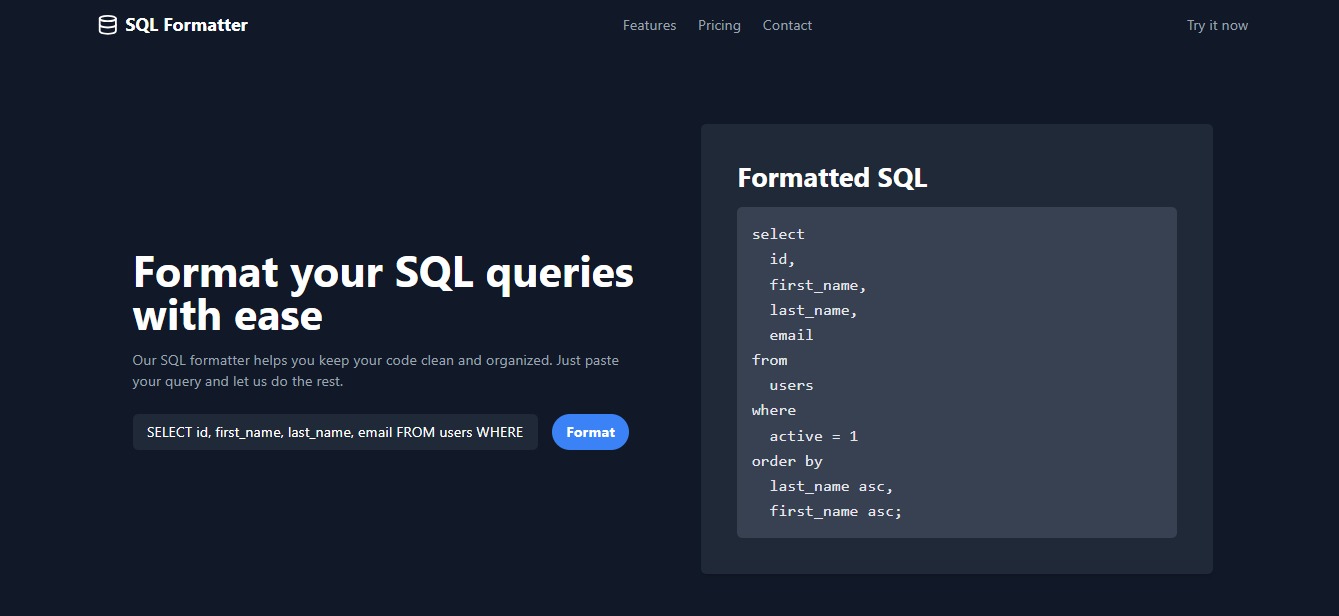 SQL Formatter
Features
Pricing
Contact
Try it now
Format your SQL queries
with ease
Our SQL formatter helps you keep your code clean and organized. Just paste
your query and let us do the rest.
SELECT id, first_name, last_name, email FROM users WHERE
Format
Formatted SQL
select
  id,
  first_name,
  last_name,
  email
from
  users
where
  active = 1
order by
  last_name asc,
  first_name asc;